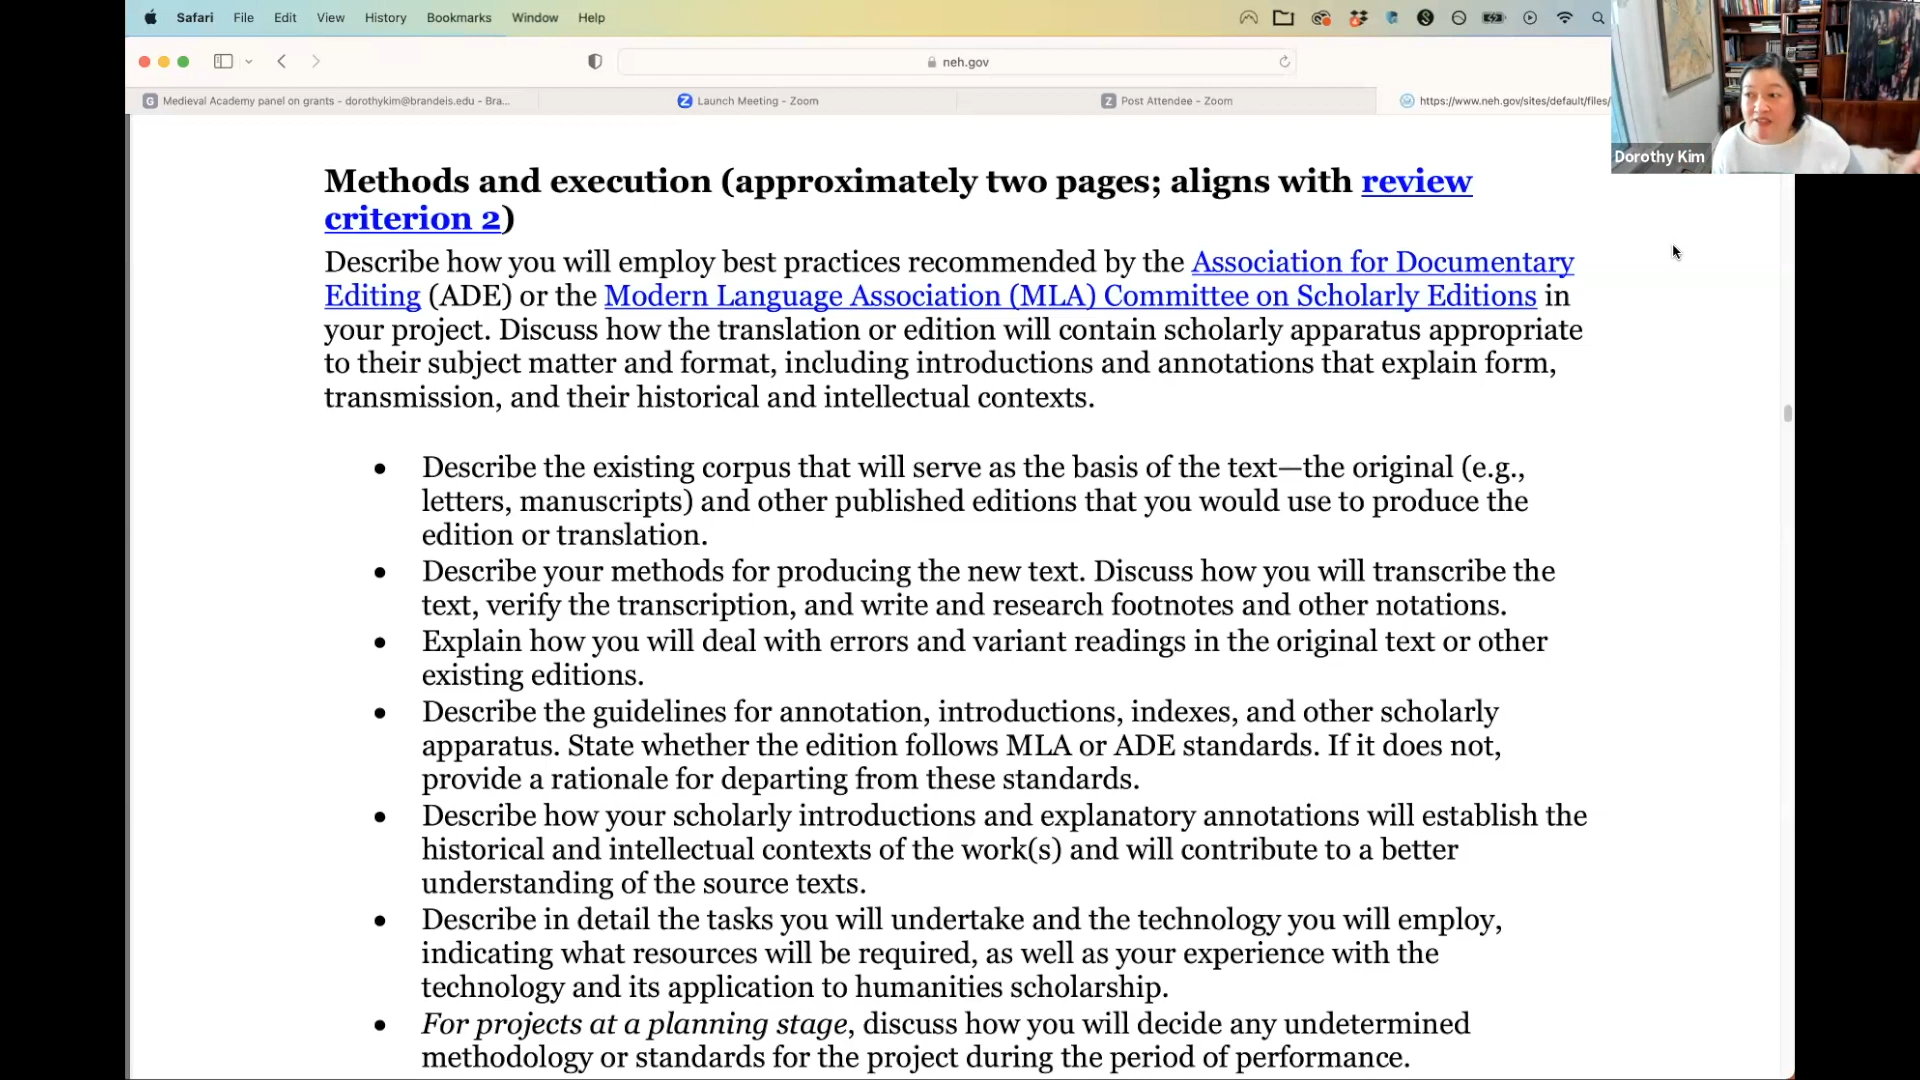 Safari File Edit View History Bookmarks Window Help
neh.gov
Medieval Academy panel on grants - dorothykim@brandeis.edu - Bra...
Launch Meeting - Zoom
Post Attendee - Zoom
https://www.neh.gov/sites/default/files/
Dorothy Kim
Methods and execution (approximately two pages; aligns with review
criterion 2)
Describe how you will employ best practices recommended by the Association for Documentary
Editing (ADE) or the Modern Language Association (MLA) Committee on Scholarly Editions in
your project. Discuss how the translation or edition will contain scholarly apparatus appropriate
to their subject matter and format, including introductions and annotations that explain form,
transmission, and their historical and intellectual contexts.
• Describe the existing corpus that will serve as the basis of the text—the original (e.g.,
letters, manuscripts) and other published editions that you would use to produce the
edition or translation.
• Describe your methods for producing the new text. Discuss how you will transcribe the
text, verify the transcription, and write and research footnotes and other notations.
• Explain how you will deal with errors and variant readings in the original text or other
existing editions.
• Describe the guidelines for annotation, introductions, indexes, and other scholarly
apparatus. State whether the edition follows MLA or ADE standards. If it does not,
provide a rationale for departing from these standards.
• Describe how your scholarly introductions and explanatory annotations will establish the
historical and intellectual contexts of the work(s) and will contribute to a better
understanding of the source texts.
• Describe in detail the tasks you will undertake and the technology you will employ,
indicating what resources will be required, as well as your experience with the
technology and its application to humanities scholarship.
• For projects at a planning stage, discuss how you will decide any undetermined
methodology or standards for the project during the period of performance.